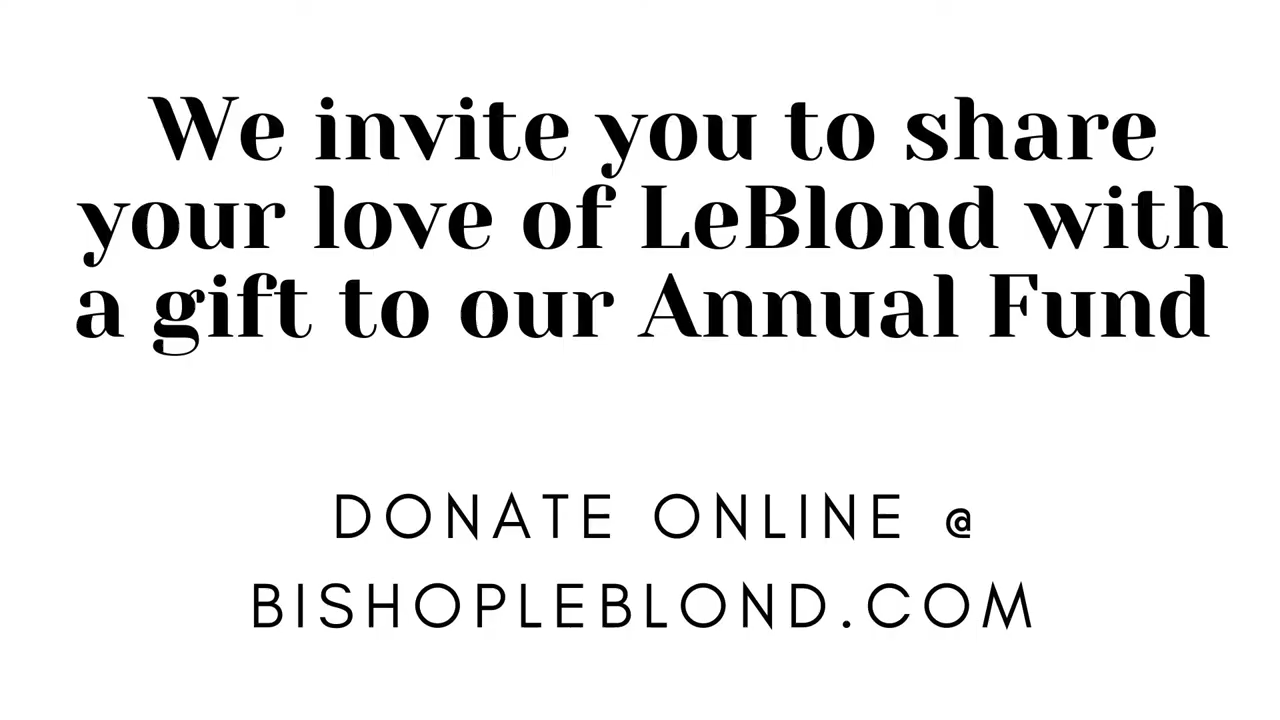 We invite you to share
your love of LeBlond with
a gift to our Annual Fund
DONATE ONLINE @
BISHOPLEBLOND.COM